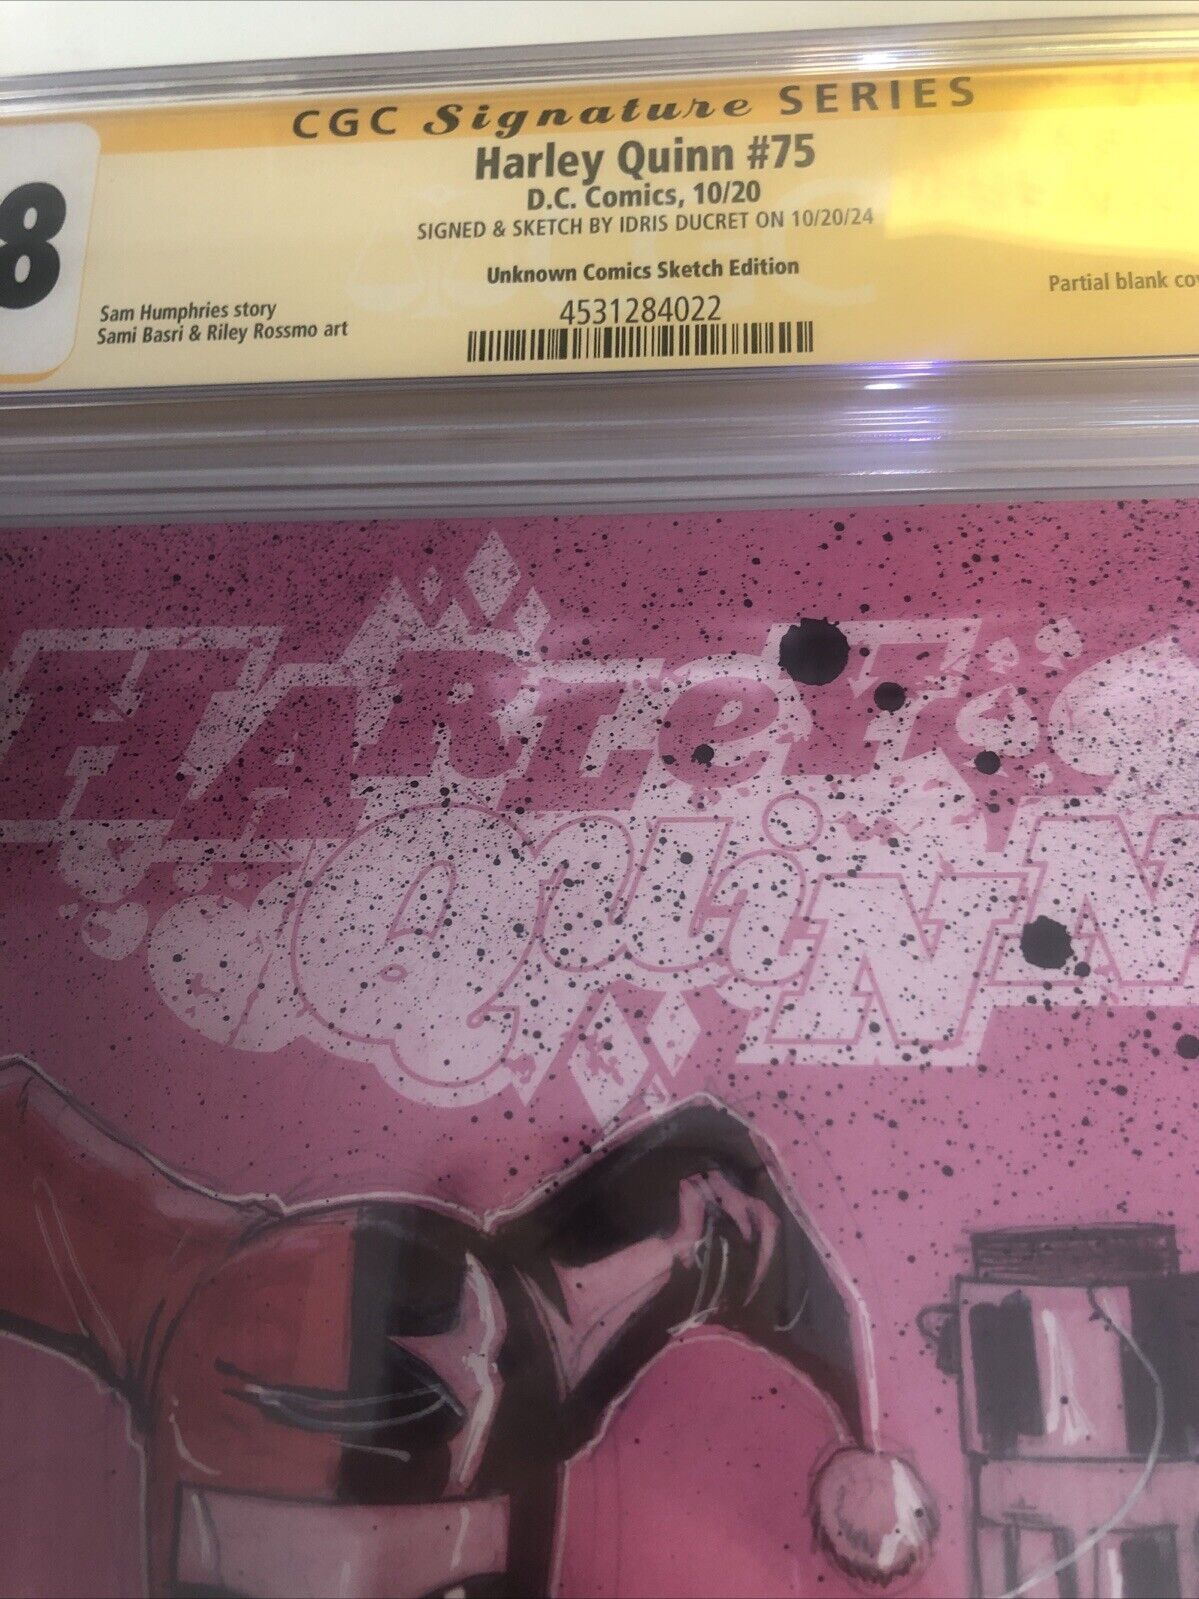 CGC Signature SERIES
Harley Quinn #75
D.C. Comics, 10/20
SIGNED & SKETCH BY IDRIS DUCRET ON 10/20/24
8
Unknown Comics Sketch Edition
Partial blank cov
Sam Humphries story
Sami Basri & Riley Rossmo art
4531284022
HARLEY
QUINN